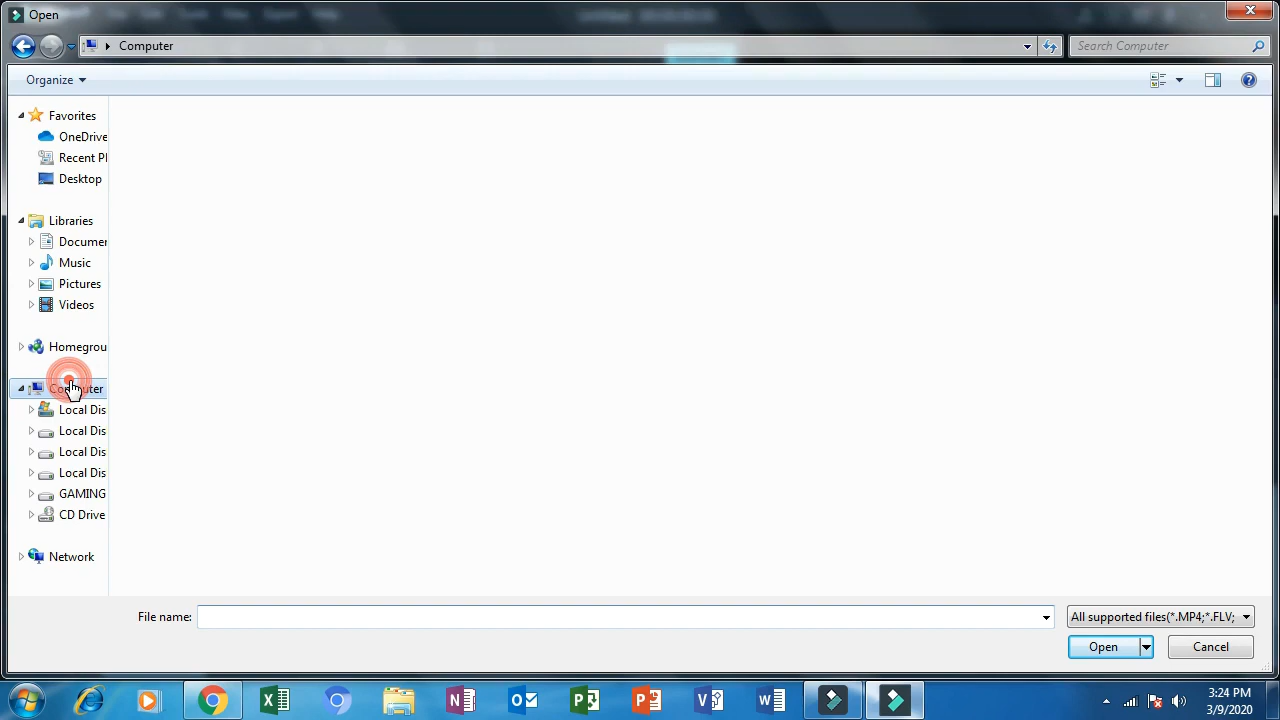 Open
Computer
Search Computer
Organize
Favorites
OneDrive
Recent Pl
Desktop
Libraries
Documen
Music
Pictures
Videos
Homegrou
Computer
Local Dis
Local Dis
Local Dis
Local Dis
GAMING
CD Drive
Network
File name:
All supported files(*.MP4;*.FLV;
Open
Cancel
3:24 PM
3/9/2020